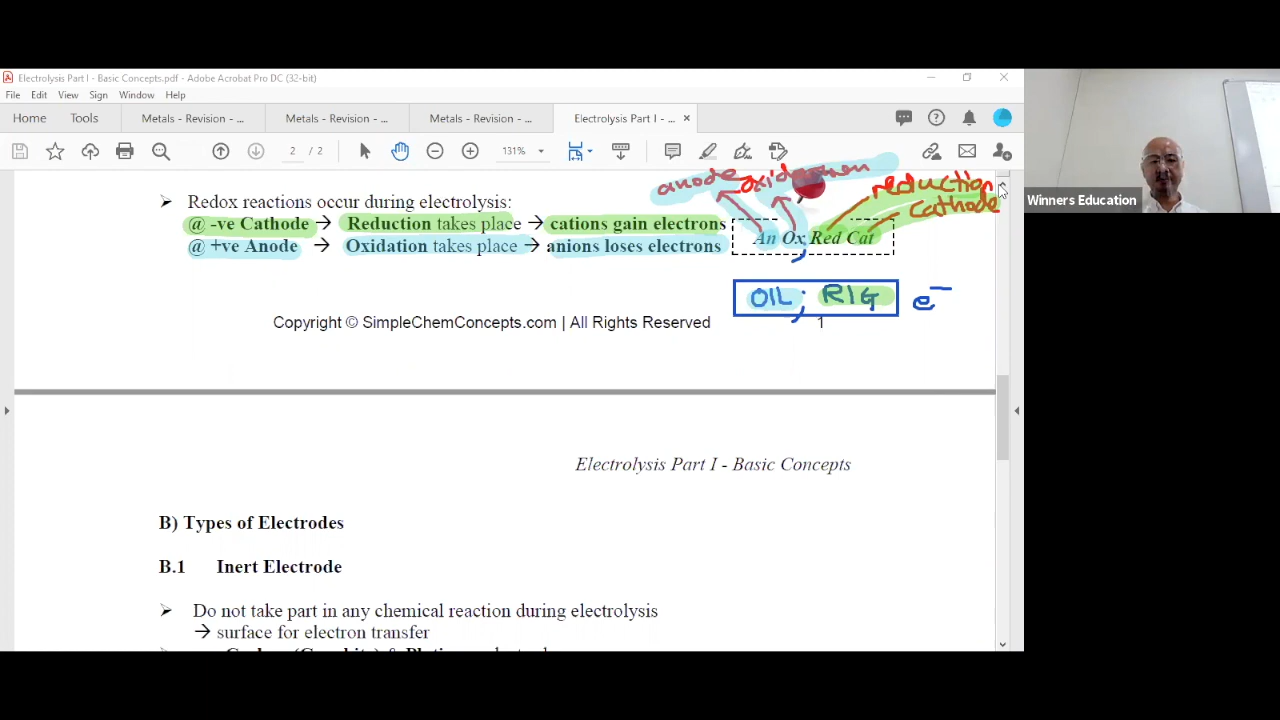 Electrolysis Part I - Basic Concepts.pdf - Adobe Acrobat Pro DC (32-bit)
File Edit View Sign Window Help
Home Tools Metals - Revision - ... Metals - Revision - ... Metals - Revision - ... Electrolysis Part I - ... ×
2 / 2 131%
anode reduction
cathode
➢ Redox reactions occur during electrolysis:
@ -ve Cathode → Reduction takes place → cations gain electrons
An Ox Red Cat
@ +ve Anode → Oxidation takes place → anions loses electrons
OIL; RIG e⁻
Copyright © SimpleChemConcepts.com | All Rights Reserved 1
Electrolysis Part I - Basic Concepts
B) Types of Electrodes
B.1 Inert Electrode
➢ Do not take part in any chemical reaction during electrolysis
→ surface for electron transfer
Winners Education